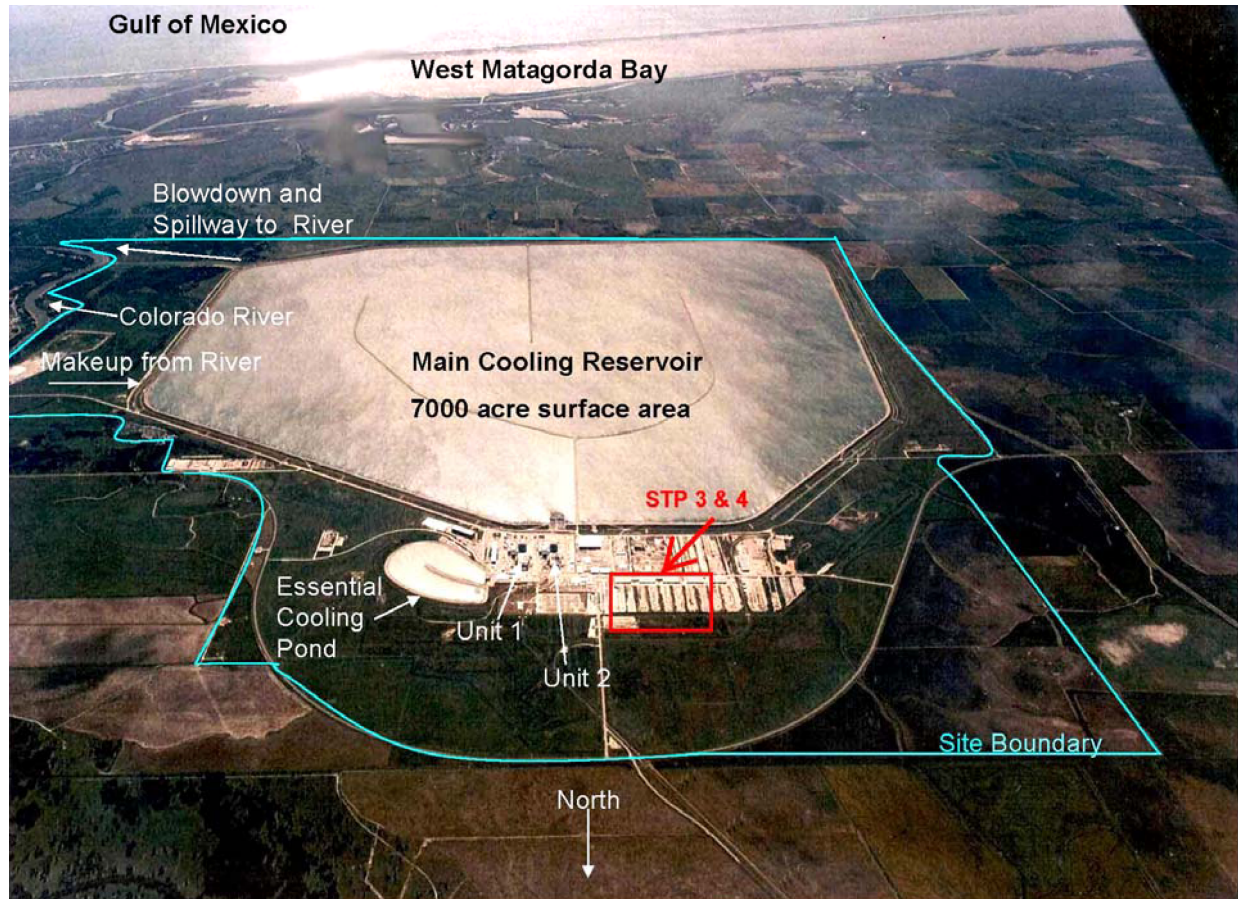 Gulf of Mexico
West Matagorda Bay
Blowdown and
Spillway to River
Colorado River
Makeup from River
Main Cooling Reservoir
7000 acre surface area
STP 3 & 4
Essential
Cooling
Pond
Unit 1
Unit 2
Site Boundary
North